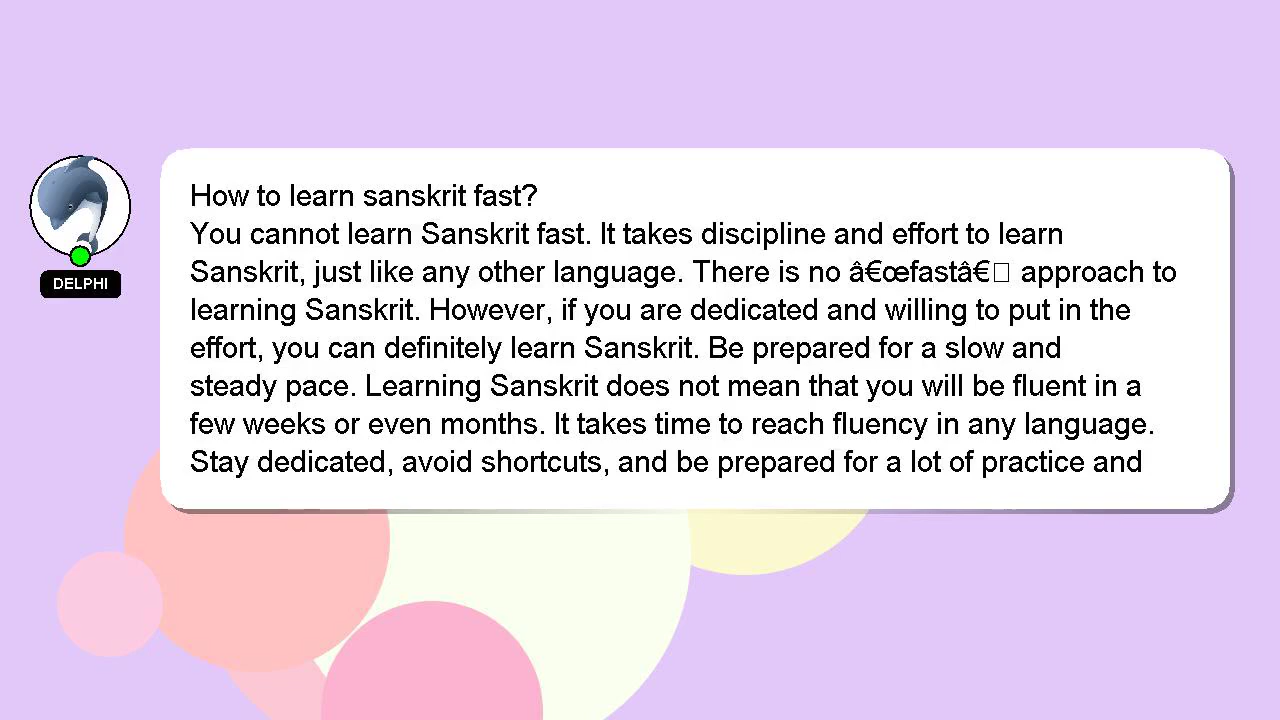 How to learn sanskrit fast?
You cannot learn Sanskrit fast. It takes discipline and effort to learn
Sanskrit, just like any other language. There is no â€œfastâ€□ approach to
learning Sanskrit. However, if you are dedicated and willing to put in the
effort, you can definitely learn Sanskrit. Be prepared for a slow and
steady pace. Learning Sanskrit does not mean that you will be fluent in a
few weeks or even months. It takes time to reach fluency in any language.
Stay dedicated, avoid shortcuts, and be prepared for a lot of practice and
DELPHI